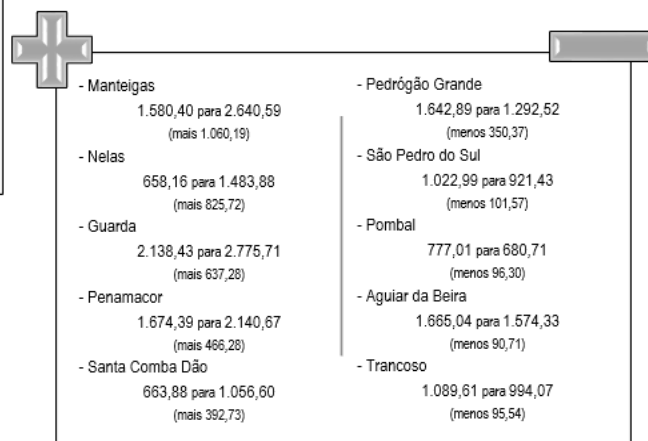 - Manteigas
1.580,40 para 2.640,59
(mais 1.060,19)
- Nelas
658,16 para 1.483,88
(mais 825,72)
- Guarda
2.138,43 para 2.775,71
(mais 637,28)
- Penamacor
1.674,39 para 2.140,67
(mais 466,28)
- Santa Comba Dão
663,88 para 1.056,60
(mais 392,73)
- Pedrógão Grande
1.642,89 para 1.292,52
(menos 350,37)
- São Pedro do Sul
1.022,99 para 921,43
(menos 101,57)
- Pombal
777,01 para 680,71
(menos 96,30)
- Aguiar da Beira
1.665,04 para 1.574,33
(menos 90,71)
- Trancoso
1.089,61 para 994,07
(menos 95,54)